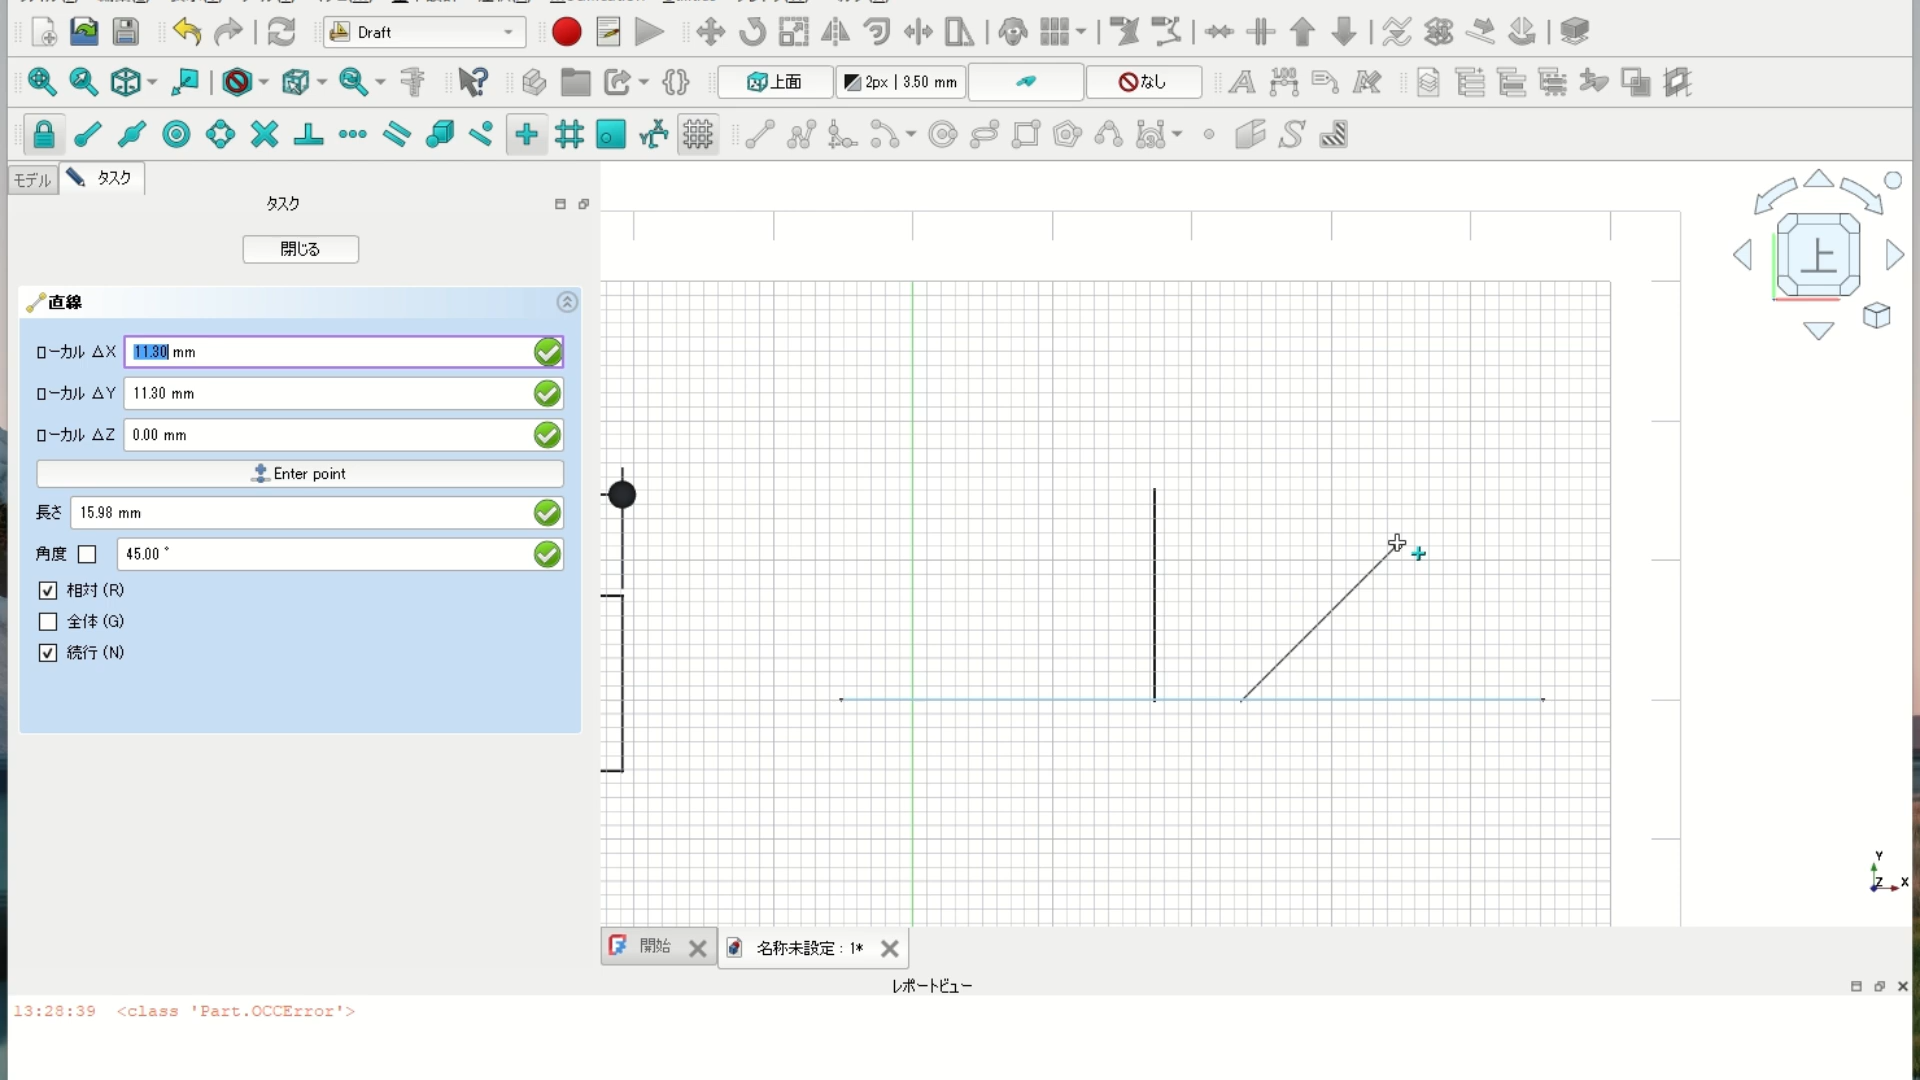 Draft
上面
2px | 3.50 mm
なし
モデル
タスク
タスク
閉じる
直線
ローカル ΔX
11.30 mm
ローカル ΔY
11.30 mm
ローカル ΔZ
0.00 mm
Enter point
長さ
15.98 mm
角度
45.00 °
相対 (R)
全体 (G)
続行 (N)
上
Y
Z
X
開始
名称未設定 : 1*
レポートビュー
13:28:39 <class 'Part.OCCError'>